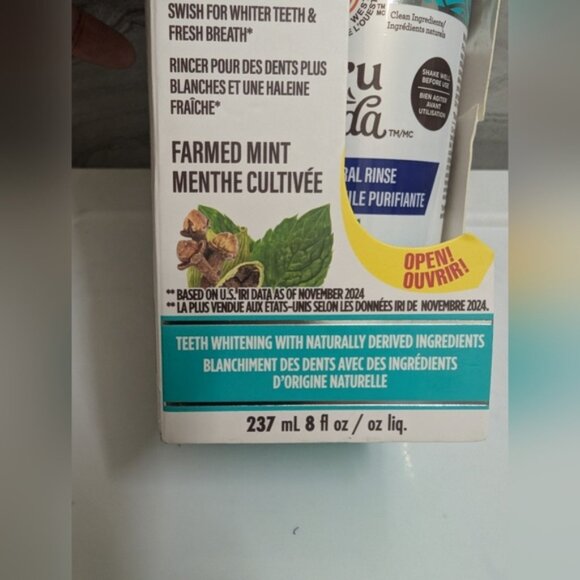 SWISH FOR WHITER TEETH &
FRESH BREATH*
RINCER POUR DES DENTS PLUS
BLANCHES ET UNE HALEINE
FRAÎCHE*
FARMED MINT
MENTHE CULTIVÉE
** BASED ON U.S. IRI DATA AS OF NOVEMBER 2024
** LA PLUS VENDUE AUX ÉTATS-UNIS SELON LES DONNÉES IRI DE NOVEMBRE 2024.
TEETH WHITENING WITH NATURALLY DERIVED INGREDIENTS
BLANCHIMENT DES DENTS AVEC DES INGRÉDIENTS
D'ORIGINE NATURELLE
237 mL 8 fl oz / oz liq.
WEST
L'OUEST
TM
MC
Clean Ingredients/
Ingrédients naturels
SHAKE WELL
BEFORE USE
BIEN AGITER
AVANT
UTILISATION
TM/MC
RINSE
PURIFIANTE
OPEN!
OUVRIR!